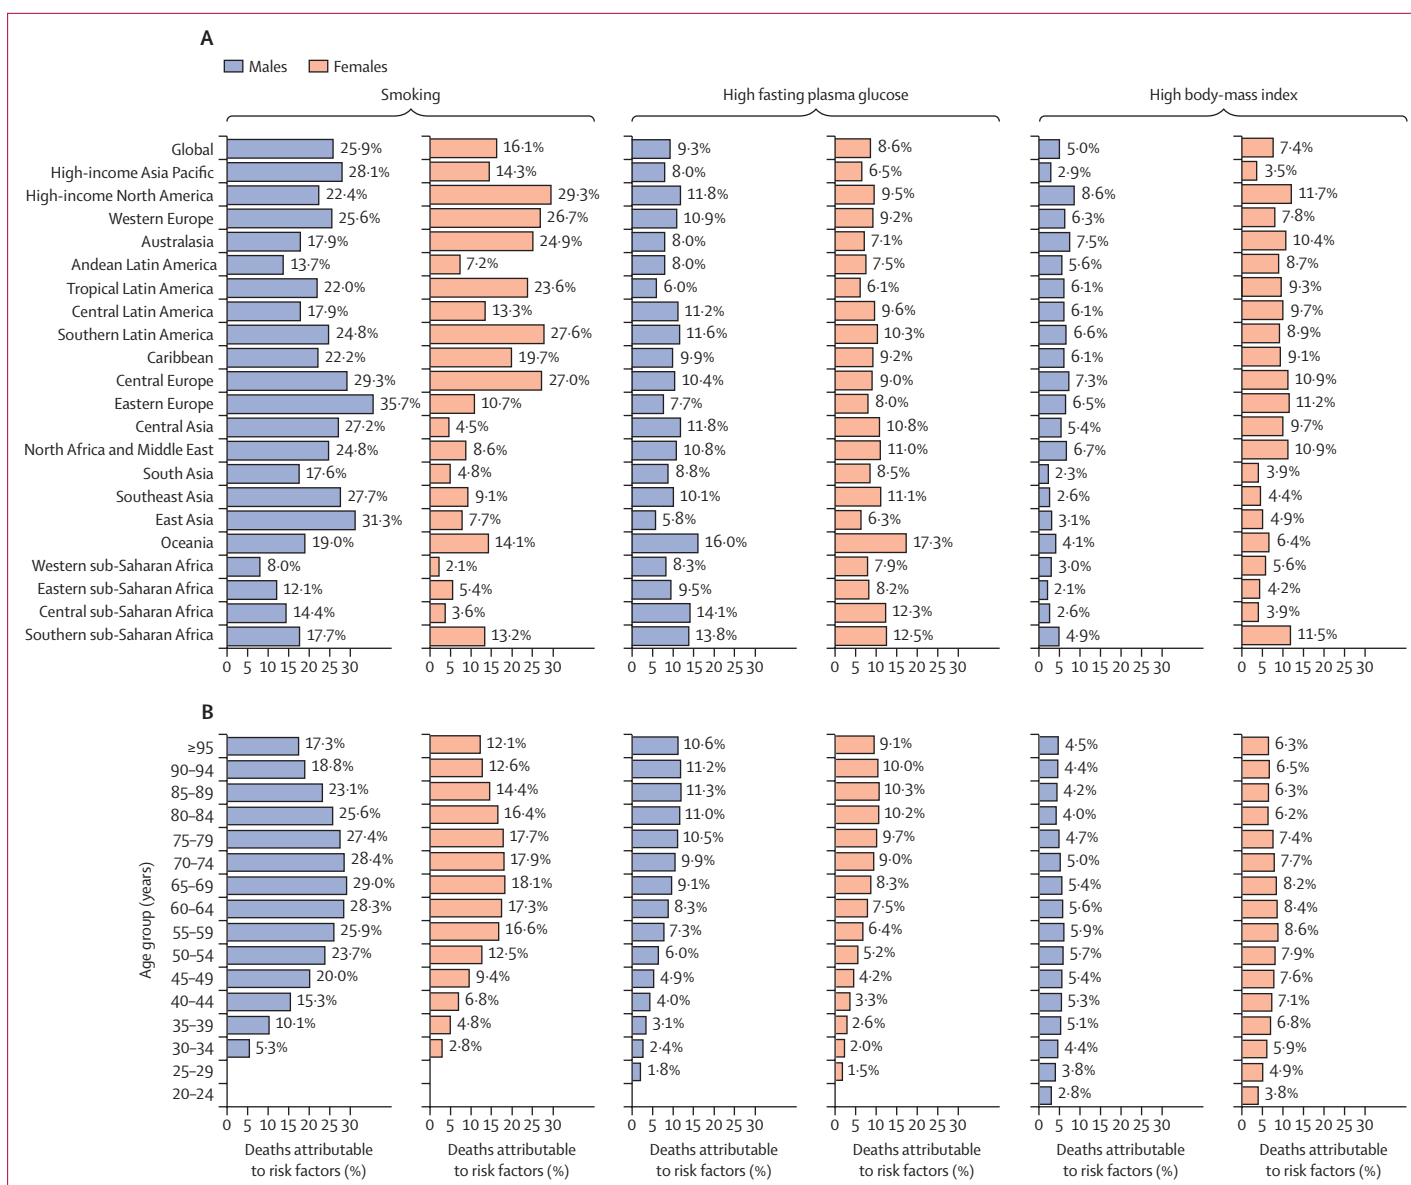 A
Males Females
Smoking High fasting plasma glucose High body-mass index
Global 25·9% 16·1% 9·3% 8·6% 5·0% 7·4%
High-income Asia Pacific 28·1% 14·3% 8·0% 6·5% 2·9% 3·5%
High-income North America 22·4% 29·3% 11·8% 9·5% 8·6% 11·7%
Western Europe 25·6% 26·7% 10·9% 9·2% 6·3% 7·8%
Australasia 17·9% 24·9% 8·0% 7·1% 7·5% 10·4%
Andean Latin America 13·7% 7·2% 8·0% 7·5% 5·6% 8·7%
Tropical Latin America 22·0% 23·6% 6·0% 6·1% 6·1% 9·3%
Central Latin America 17·9% 13·3% 11·2% 9·6% 6·1% 9·7%
Southern Latin America 24·8% 27·6% 11·6% 10·3% 6·6% 8·9%
Caribbean 22·2% 19·7% 9·9% 9·2% 6·1% 9·1%
Central Europe 29·3% 27·0% 10·4% 9·0% 7·3% 10·9%
Eastern Europe 35·7% 10·7% 7·7% 8·0% 6·5% 11·2%
Central Asia 27·2% 4·5% 11·8% 10·8% 5·4% 9·7%
North Africa and Middle East 24·8% 8·6% 10·8% 11·0% 6·7% 10·9%
South Asia 17·6% 4·8% 8·8% 8·5% 2·3% 3·9%
Southeast Asia 27·7% 9·1% 10·1% 11·1% 2·6% 4·4%
East Asia 31·3% 7·7% 5·8% 6·3% 3·1% 4·9%
Oceania 19·0% 14·1% 16·0% 17·3% 4·1% 6·4%
Western sub-Saharan Africa 8·0% 2·1% 8·3% 7·9% 3·0% 5·6%
Eastern sub-Saharan Africa 12·1% 5·4% 9·5% 8·2% 2·1% 4·2%
Central sub-Saharan Africa 14·4% 3·6% 14·1% 12·3% 2·6% 3·9%
Southern sub-Saharan Africa 17·7% 13·2% 13·8% 12·5% 4·9% 11·5%
0 5 10 15 20 25 30 0 5 10 15 20 25 30 0 5 10 15 20 25 30 0 5 10 15 20 25 30 0 5 10 15 20 25 30 0 5 10 15 20 25 30
B
Age group (years)
≥95 17·3% 12·1% 10·6% 9·1% 4·5% 6·3%
90–94 18·8% 12·6% 11·2% 10·0% 4·4% 6·5%
85–89 23·1% 14·4% 11·3% 10·3% 4·2% 6·3%
80–84 25·6% 16·4% 11·0% 10·2% 4·0% 6·2%
75–79 27·4% 17·7% 10·5% 9·7% 4·7% 7·4%
70–74 28·4% 17·9% 9·9% 9·0% 5·0% 7·7%
65–69 29·0% 18·1% 9·1% 8·3% 5·4% 8·2%
60–64 28·3% 17·3% 8·3% 7·5% 5·6% 8·4%
55–59 25·9% 16·6% 7·3% 6·4% 5·9% 8·6%
50–54 23·7% 12·5% 6·0% 5·2% 5·7% 7·9%
45–49 20·0% 9·4% 4·9% 4·2% 5·4% 7·6%
40–44 15·3% 6·8% 4·0% 3·3% 5·3% 7·1%
35–39 10·1% 4·8% 3·1% 2·6% 5·1% 6·8%
30–34 5·3% 2·8% 2·4% 2·0% 4·4% 5·9%
25–29 1·8% 1·5% 3·8% 4·9%
20–24 2·8% 3·8%
0 5 10 15 20 25 30 0 5 10 15 20 25 30 0 5 10 15 20 25 30 0 5 10 15 20 25 30 0 5 10 15 20 25 30 0 5 10 15 20 25 30
Deaths attributable Deaths attributable Deaths attributable Deaths attributable Deaths attributable Deaths attributable
to risk factors (%) to risk factors (%) to risk factors (%) to risk factors (%) to risk factors (%) to risk factors (%)